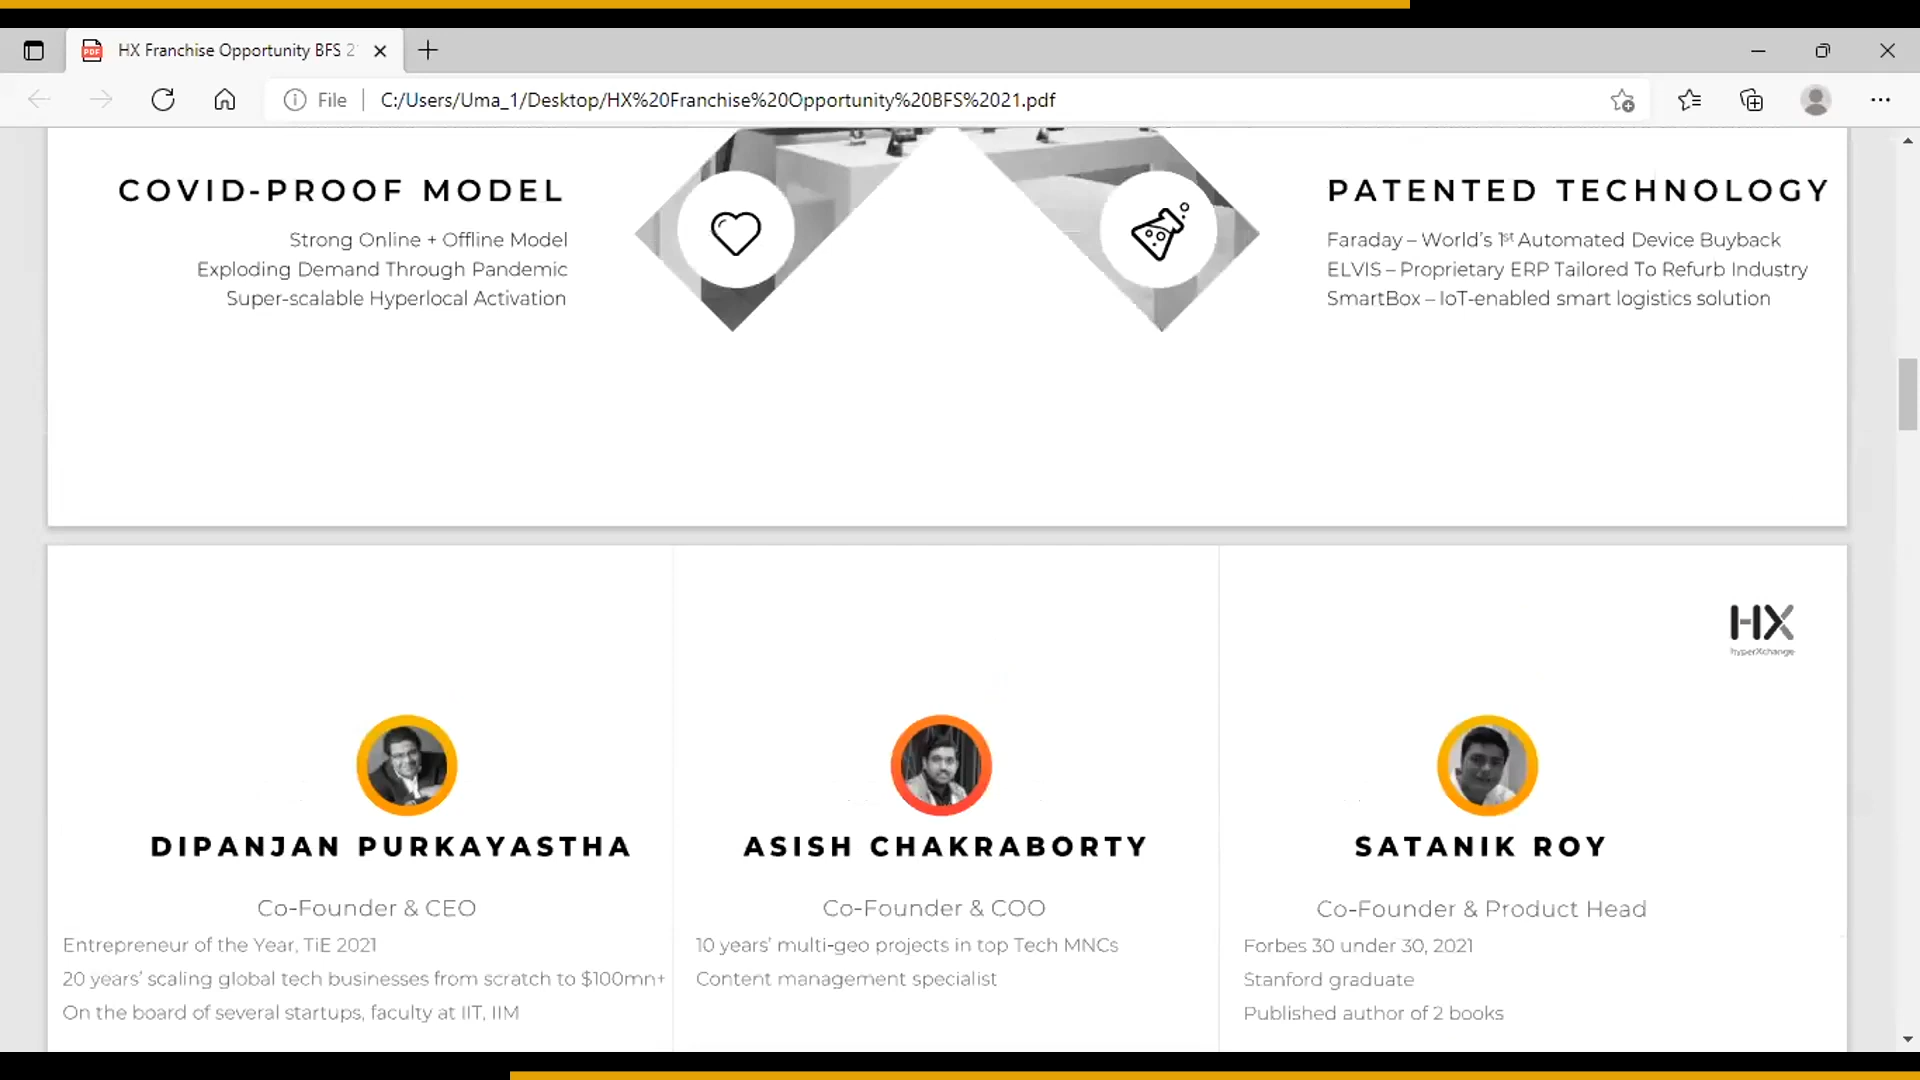 HX Franchise Opportunity BFS 2
File
C:/Users/Uma_1/Desktop/HX%20Franchise%20Opportunity%20BFS%2021.pdf
COVID-PROOF MODEL
Strong Online + Offline Model
Exploding Demand Through Pandemic
Super-scalable Hyperlocal Activation
PATENTED TECHNOLOGY
Faraday – World's 1st Automated Device Buyback
ELVIS – Proprietary ERP Tailored To Refurb Industry
SmartBox – IoT-enabled smart logistics solution
HX
hyperXchange
DIPANJAN PURKAYASTHA
Co-Founder & CEO
Entrepreneur of the Year, TiE 2021
20 years' scaling global tech businesses from scratch to $100mn+
On the board of several startups, faculty at IIT, IIM
ASISH CHAKRABORTY
Co-Founder & COO
10 years' multi-geo projects in top Tech MNCs
Content management specialist
SATANIK ROY
Co-Founder & Product Head
Forbes 30 under 30, 2021
Stanford graduate
Published author of 2 books